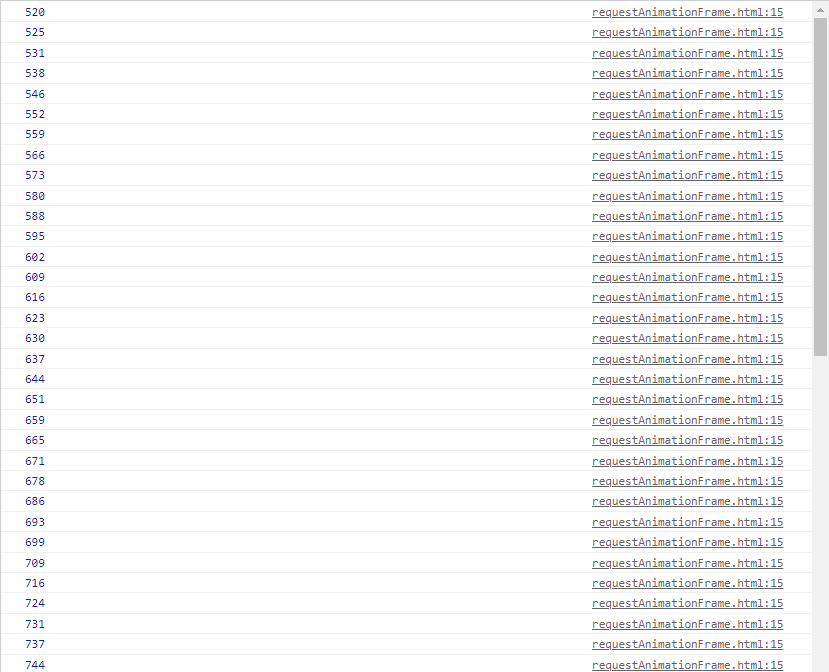 520 requestAnimationFrame.html:15
525 requestAnimationFrame.html:15
531 requestAnimationFrame.html:15
538 requestAnimationFrame.html:15
546 requestAnimationFrame.html:15
552 requestAnimationFrame.html:15
559 requestAnimationFrame.html:15
566 requestAnimationFrame.html:15
573 requestAnimationFrame.html:15
580 requestAnimationFrame.html:15
588 requestAnimationFrame.html:15
595 requestAnimationFrame.html:15
602 requestAnimationFrame.html:15
609 requestAnimationFrame.html:15
616 requestAnimationFrame.html:15
623 requestAnimationFrame.html:15
630 requestAnimationFrame.html:15
637 requestAnimationFrame.html:15
644 requestAnimationFrame.html:15
651 requestAnimationFrame.html:15
659 requestAnimationFrame.html:15
665 requestAnimationFrame.html:15
671 requestAnimationFrame.html:15
678 requestAnimationFrame.html:15
686 requestAnimationFrame.html:15
693 requestAnimationFrame.html:15
699 requestAnimationFrame.html:15
709 requestAnimationFrame.html:15
716 requestAnimationFrame.html:15
724 requestAnimationFrame.html:15
731 requestAnimationFrame.html:15
737 requestAnimationFrame.html:15
744 requestAnimationFrame.html:15